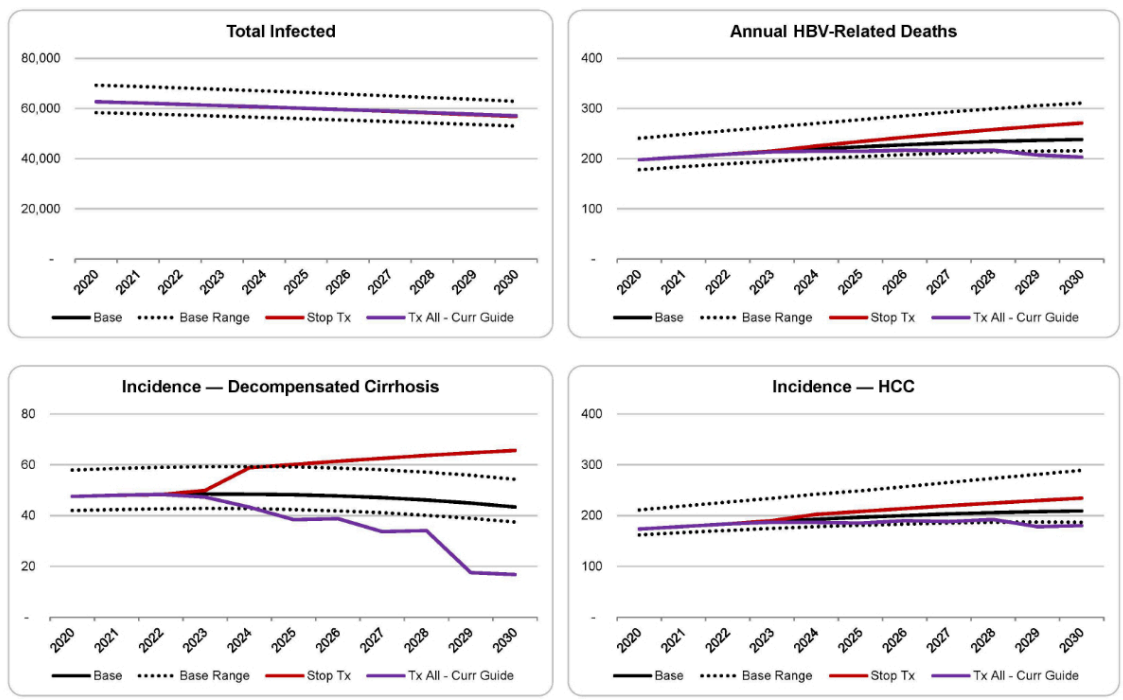 Total Infected
80,000
60,000
40,000
20,000
-
2020 2021 2022 2023 2024 2025 2026 2027 2028 2029 2030
Base Base Range Stop Tx Tx All - Curr Guide
Annual HBV-Related Deaths
400
300
200
100
-
2020 2021 2022 2023 2024 2025 2026 2027 2028 2029 2030
Base Base Range Stop Tx Tx All - Curr Guide
Incidence — Decompensated Cirrhosis
80
60
40
20
-
2020 2021 2022 2023 2024 2025 2026 2027 2028 2029 2030
Base Base Range Stop Tx Tx All - Curr Guide
Incidence — HCC
400
300
200
100
-
2020 2021 2022 2023 2024 2025 2026 2027 2028 2029 2030
Base Base Range Stop Tx Tx All - Curr Guide